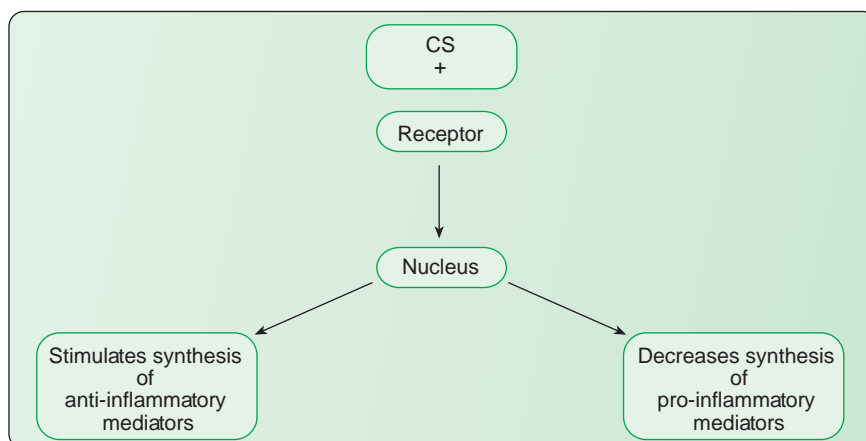 CS
+
Receptor
Nucleus
Stimulates synthesis
of
anti-inflammatory
mediators
Decreases synthesis
of
pro-inflammatory
mediators